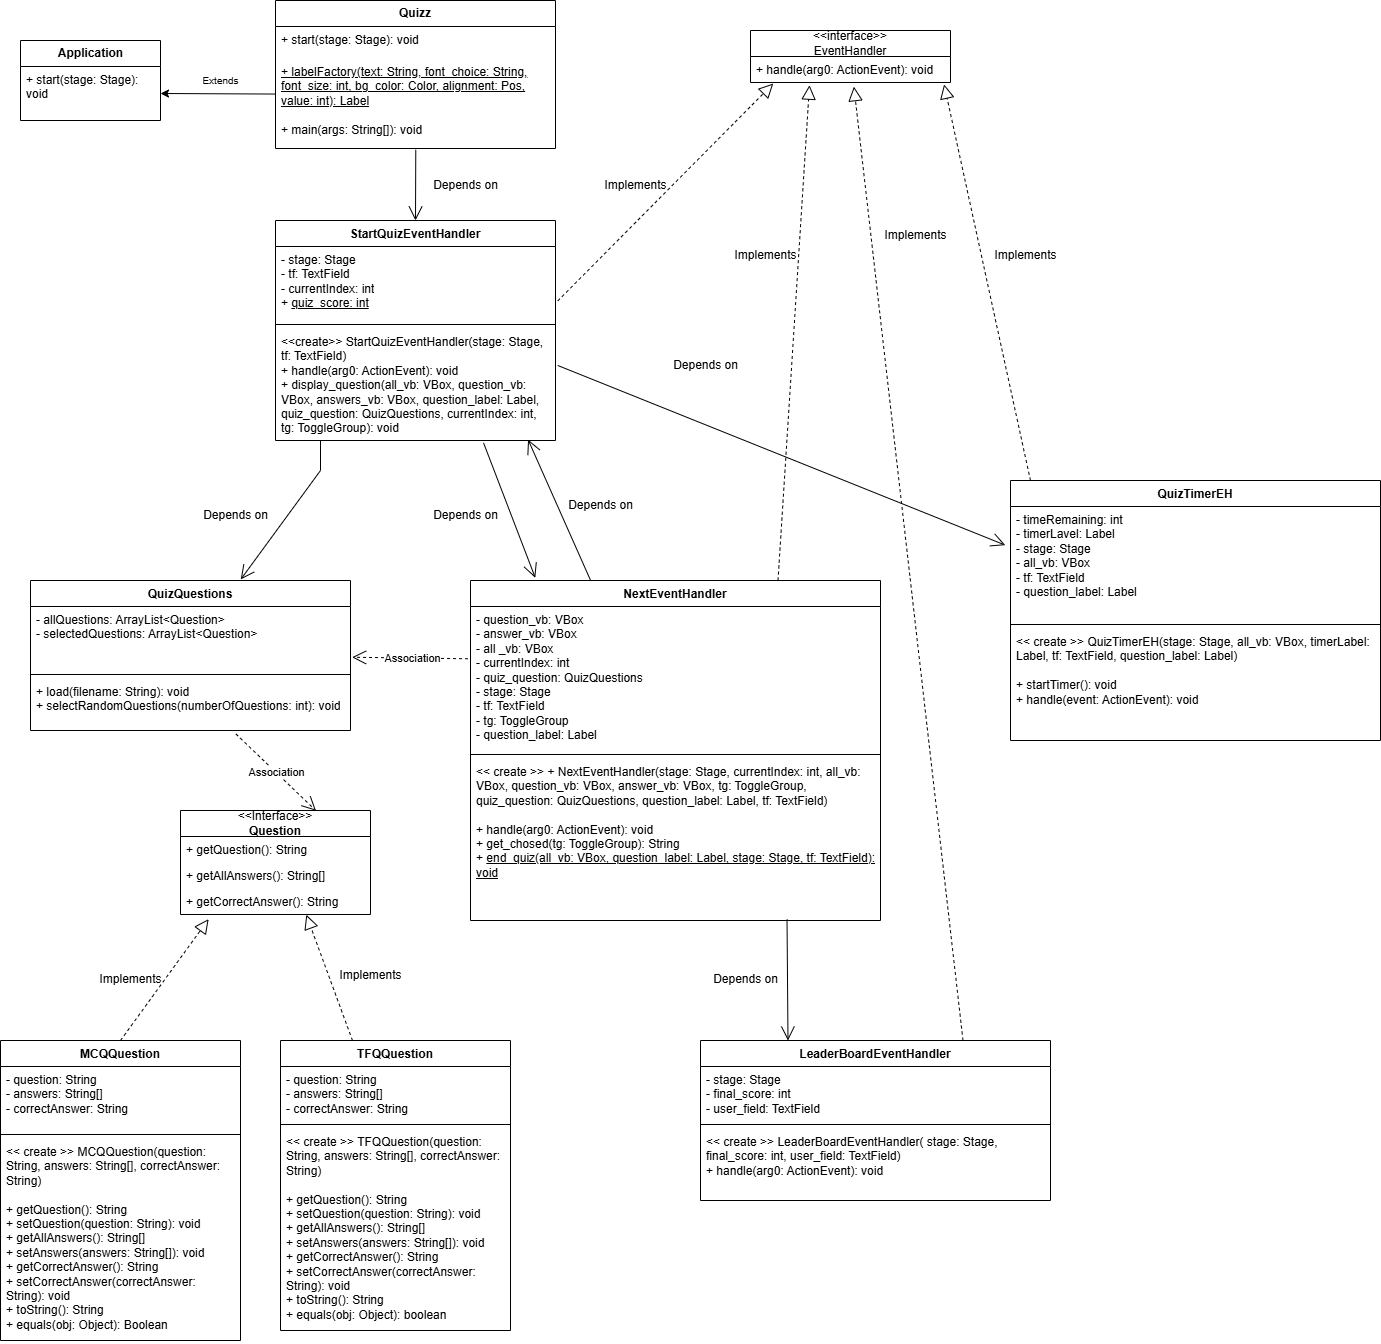 Quizz
+ start(stage: Stage): void
+ labelFactory(text: String, font_choice: String,
font_size: int, bg_color: Color, alignment: Pos,
value: int): Label
+ main(args: String[]): void
Application
+ start(stage: Stage):
void
Extends
<<interface>>
EventHandler
+ handle(arg0: ActionEvent): void
Depends on
Implements
Implements
Implements
Implements
StartQuizEventHandler
- stage: Stage
- tf: TextField
- currentIndex: int
+ quiz_score: int
<<create>> StartQuizEventHandler(stage: Stage,
tf: TextField)
+ handle(arg0: ActionEvent): void
+ display_question(all_vb: VBox, question_vb:
VBox, answers_vb: VBox, question_label: Label,
quiz_question: QuizQuestions, currentIndex: int,
tg: ToggleGroup): void
Depends on
Depends on
Depends on
Depends on
QuizTimerEH
- timeRemaining: int
- timerLavel: Label
- stage: Stage
- all_vb: VBox
- tf: TextField
- question_label: Label
<< create >> QuizTimerEH(stage: Stage, all_vb: VBox, timerLabel:
Label, tf: TextField, question_label: Label)
+ startTimer(): void
+ handle(event: ActionEvent): void
QuizQuestions
- allQuestions: ArrayList<Question>
- selectedQuestions: ArrayList<Question>
+ load(filename: String): void
+ selectRandomQuestions(numberOfQuestions: int): void
Association
NextEventHandler
- question_vb: VBox
- answer_vb: VBox
- all _vb: VBox
- currentIndex: int
- quiz_question: QuizQuestions
- stage: Stage
- tf: TextField
- tg: ToggleGroup
- question_label: Label
<< create >> + NextEventHandler(stage: Stage, currentIndex: int, all_vb:
VBox, question_vb: VBox, answer_vb: VBox, tg: ToggleGroup,
quiz_question: QuizQuestions, question_label: Label, tf: TextField)
+ handle(arg0: ActionEvent): void
+ get_chosed(tg: ToggleGroup): String
+ end_quiz(all_vb: VBox, question_label: Label, stage: Stage, tf: TextField):
void
Association
<<Interface>>
Question
+ getQuestion(): String
+ getAllAnswers(): String[]
+ getCorrectAnswer(): String
Implements
Implements
Depends on
MCQQuestion
- question: String
- answers: String[]
- correctAnswer: String
<< create >> MCQQuestion(question:
String, answers: String[], correctAnswer:
String)
+ getQuestion(): String
+ setQuestion(question: String): void
+ getAllAnswers(): String[]
+ setAnswers(answers: String[]): void
+ getCorrectAnswer(): String
+ setCorrectAnswer(correctAnswer:
String): void
+ toString(): String
+ equals(obj: Object): Boolean
TFQQuestion
- question: String
- answers: String[]
- correctAnswer: String
<< create >> TFQQuestion(question:
String, answers: String[], correctAnswer:
String)
+ getQuestion(): String
+ setQuestion(question: String): void
+ getAllAnswers(): String[]
+ setAnswers(answers: String[]): void
+ getCorrectAnswer(): String
+ setCorrectAnswer(correctAnswer:
String): void
+ toString(): String
+ equals(obj: Object): boolean
LeaderBoardEventHandler
- stage: Stage
- final_score: int
- user_field: TextField
<< create >> LeaderBoardEventHandler( stage: Stage,
final_score: int, user_field: TextField)
+ handle(arg0: ActionEvent): void